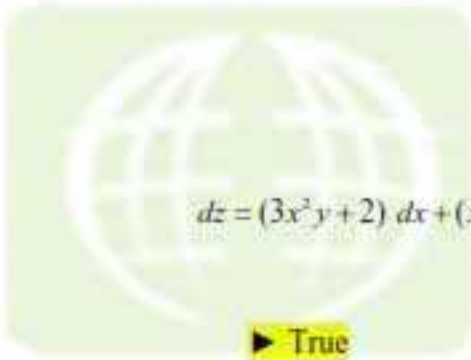 dz = (3x²y + 2) dx + (
► True